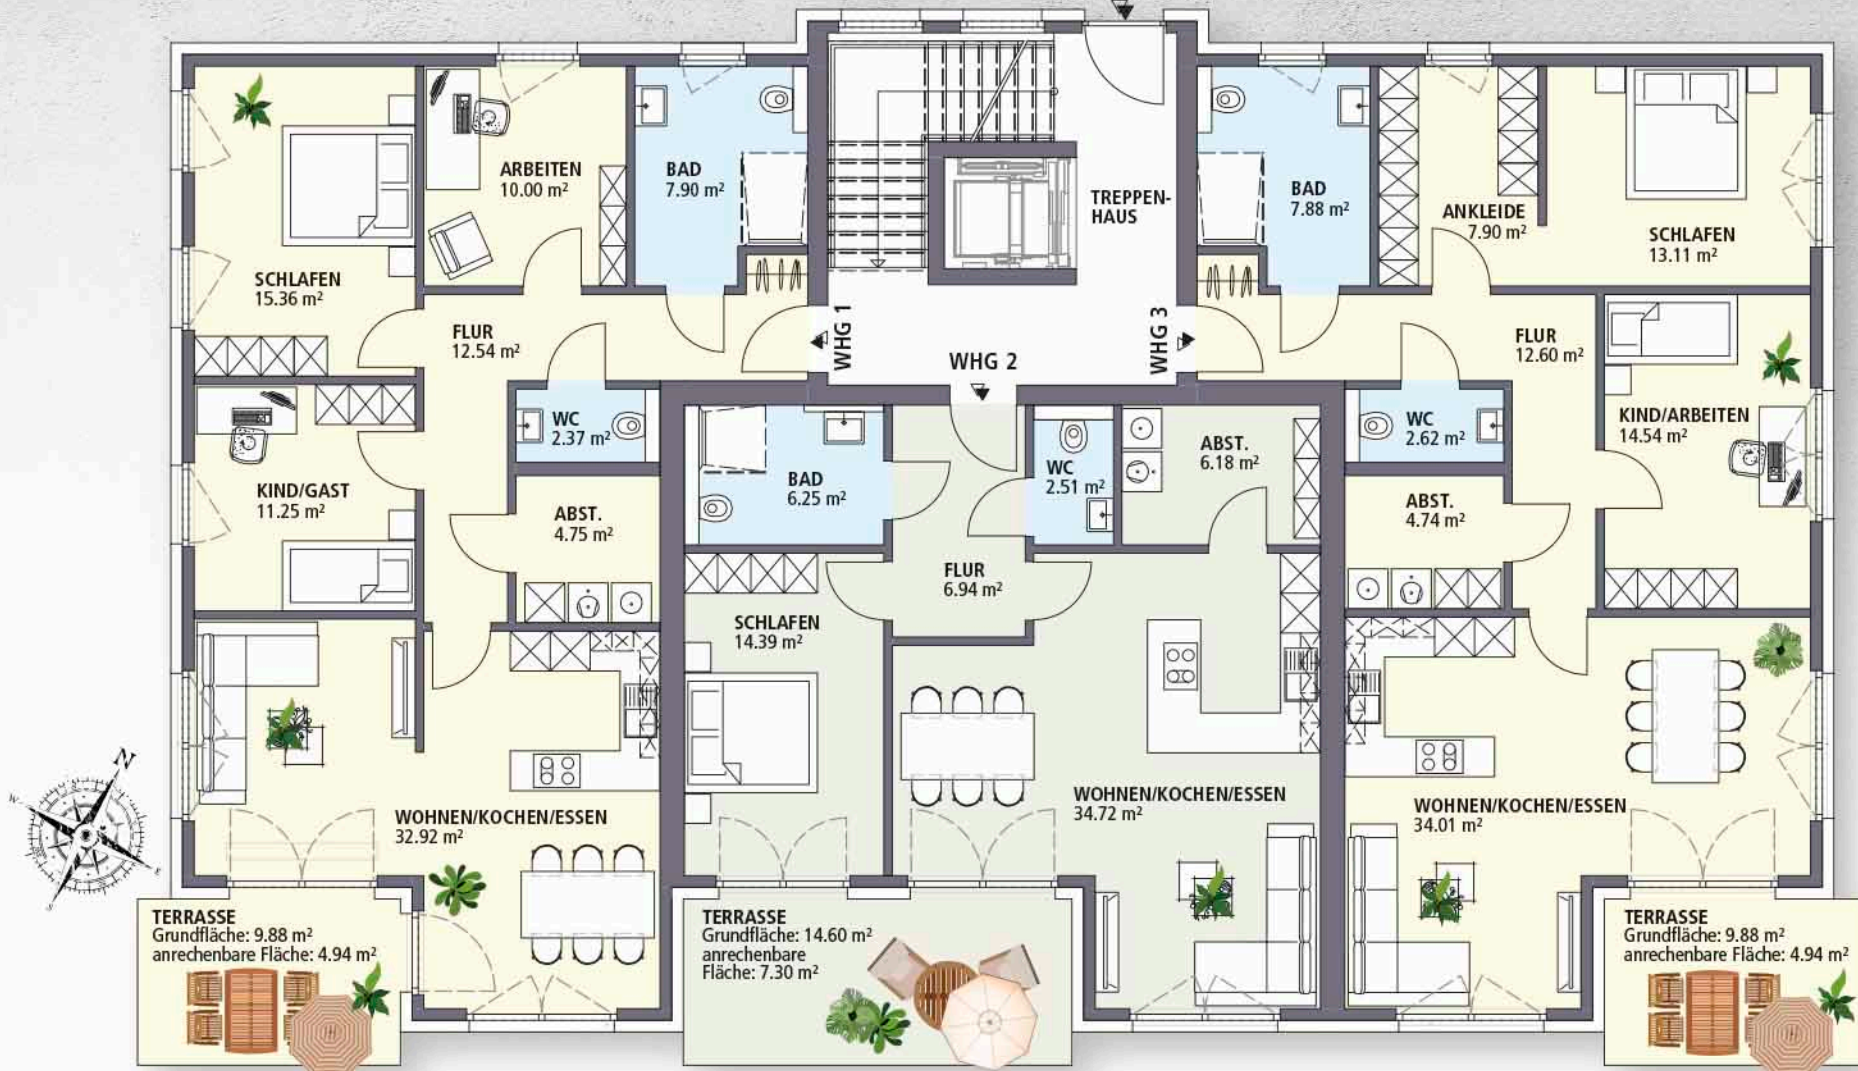 SCHLAFEN
15.36 m²
ARBEITEN
10.00 m²
BAD
7.90 m²
TREPPEN-
HAUS
BAD
7.88 m²
ANKLEIDE
7.90 m²
SCHLAFEN
13.11 m²
FLUR
12.54 m²
WHG 1
WHG 2
WHG 3
FLUR
12.60 m²
KIND/GAST
11.25 m²
WC
2.37 m²
ABST.
4.75 m²
BAD
6.25 m²
WC
2.51 m²
ABST.
6.18 m²
WC
2.62 m²
ABST.
4.74 m²
KIND/ARBEITEN
14.54 m²
FLUR
6.94 m²
SCHLAFEN
14.39 m²
WOHNEN/KOCHEN/ESSEN
32.92 m²
WOHNEN/KOCHEN/ESSEN
34.72 m²
WOHNEN/KOCHEN/ESSEN
34.01 m²
N
W
E
S
TERRASSE
Grundfläche: 9.88 m²
anrechenbare Fläche: 4.94 m²
TERRASSE
Grundfläche: 14.60 m²
anrechenbare
Fläche: 7.30 m²
TERRASSE
Grundfläche: 9.88 m²
anrechenbare Fläche: 4.94 m²